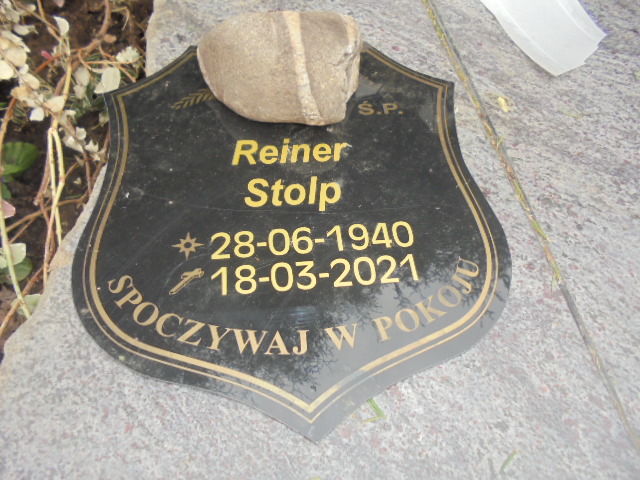 Ś.P.
Reiner
Stolp
28-06-1940
18-03-2021
SPOCZYWAJ W POKOJU